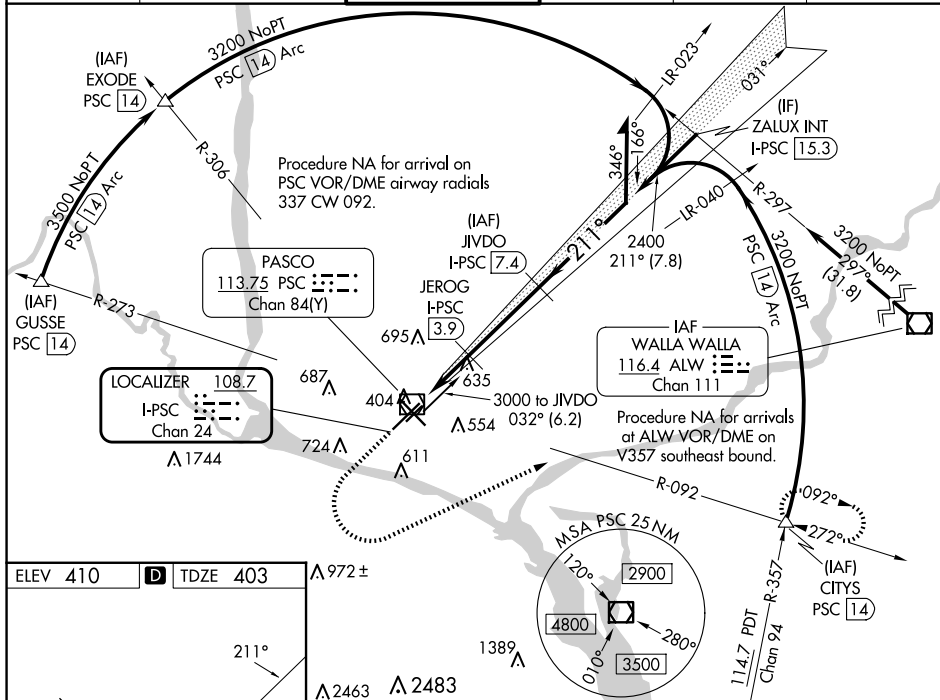 3200 NoPT
PSC 14 Arc
(IAF)
EXODE
PSC 14
R-306
3500 NoPT
PSC 14 Arc
(IAF)
GUSSE
PSC 14
R-273
Procedure NA for arrival on
PSC VOR/DME airway radials
337 CW 092.
LR-023
031°
(IF)
ZALUX INT
I-PSC 15.3
346°
166°
LR-040
R-297
3200 NoPT
297°
(31.8)
211°
2400
211° (7.8)
3200 NoPT
PSC 14 Arc
(IAF)
JIVDO
I-PSC 7.4
JEROG
I-PSC
3.9
PASCO
113.75 PSC
Chan 84(Y)
IAF
WALLA WALLA
116.4 ALW
Chan 111
LOCALIZER 108.7
I-PSC
Chan 24
695
635
687
404
554
724
611
1744
3000 to JIVDO
032° (6.2)
Procedure NA for arrivals
at ALW VOR/DME on
V357 southeast bound.
R-092
092°
272°
(IAF)
CITYS
PSC 14
R-357
114.7 PDT
Chan 94
MSA PSC 25 NM
120°
2900
4800
280°
010°
3500
ELEV 410 D TDZE 403
211°
972 ±
1389
2463
2483